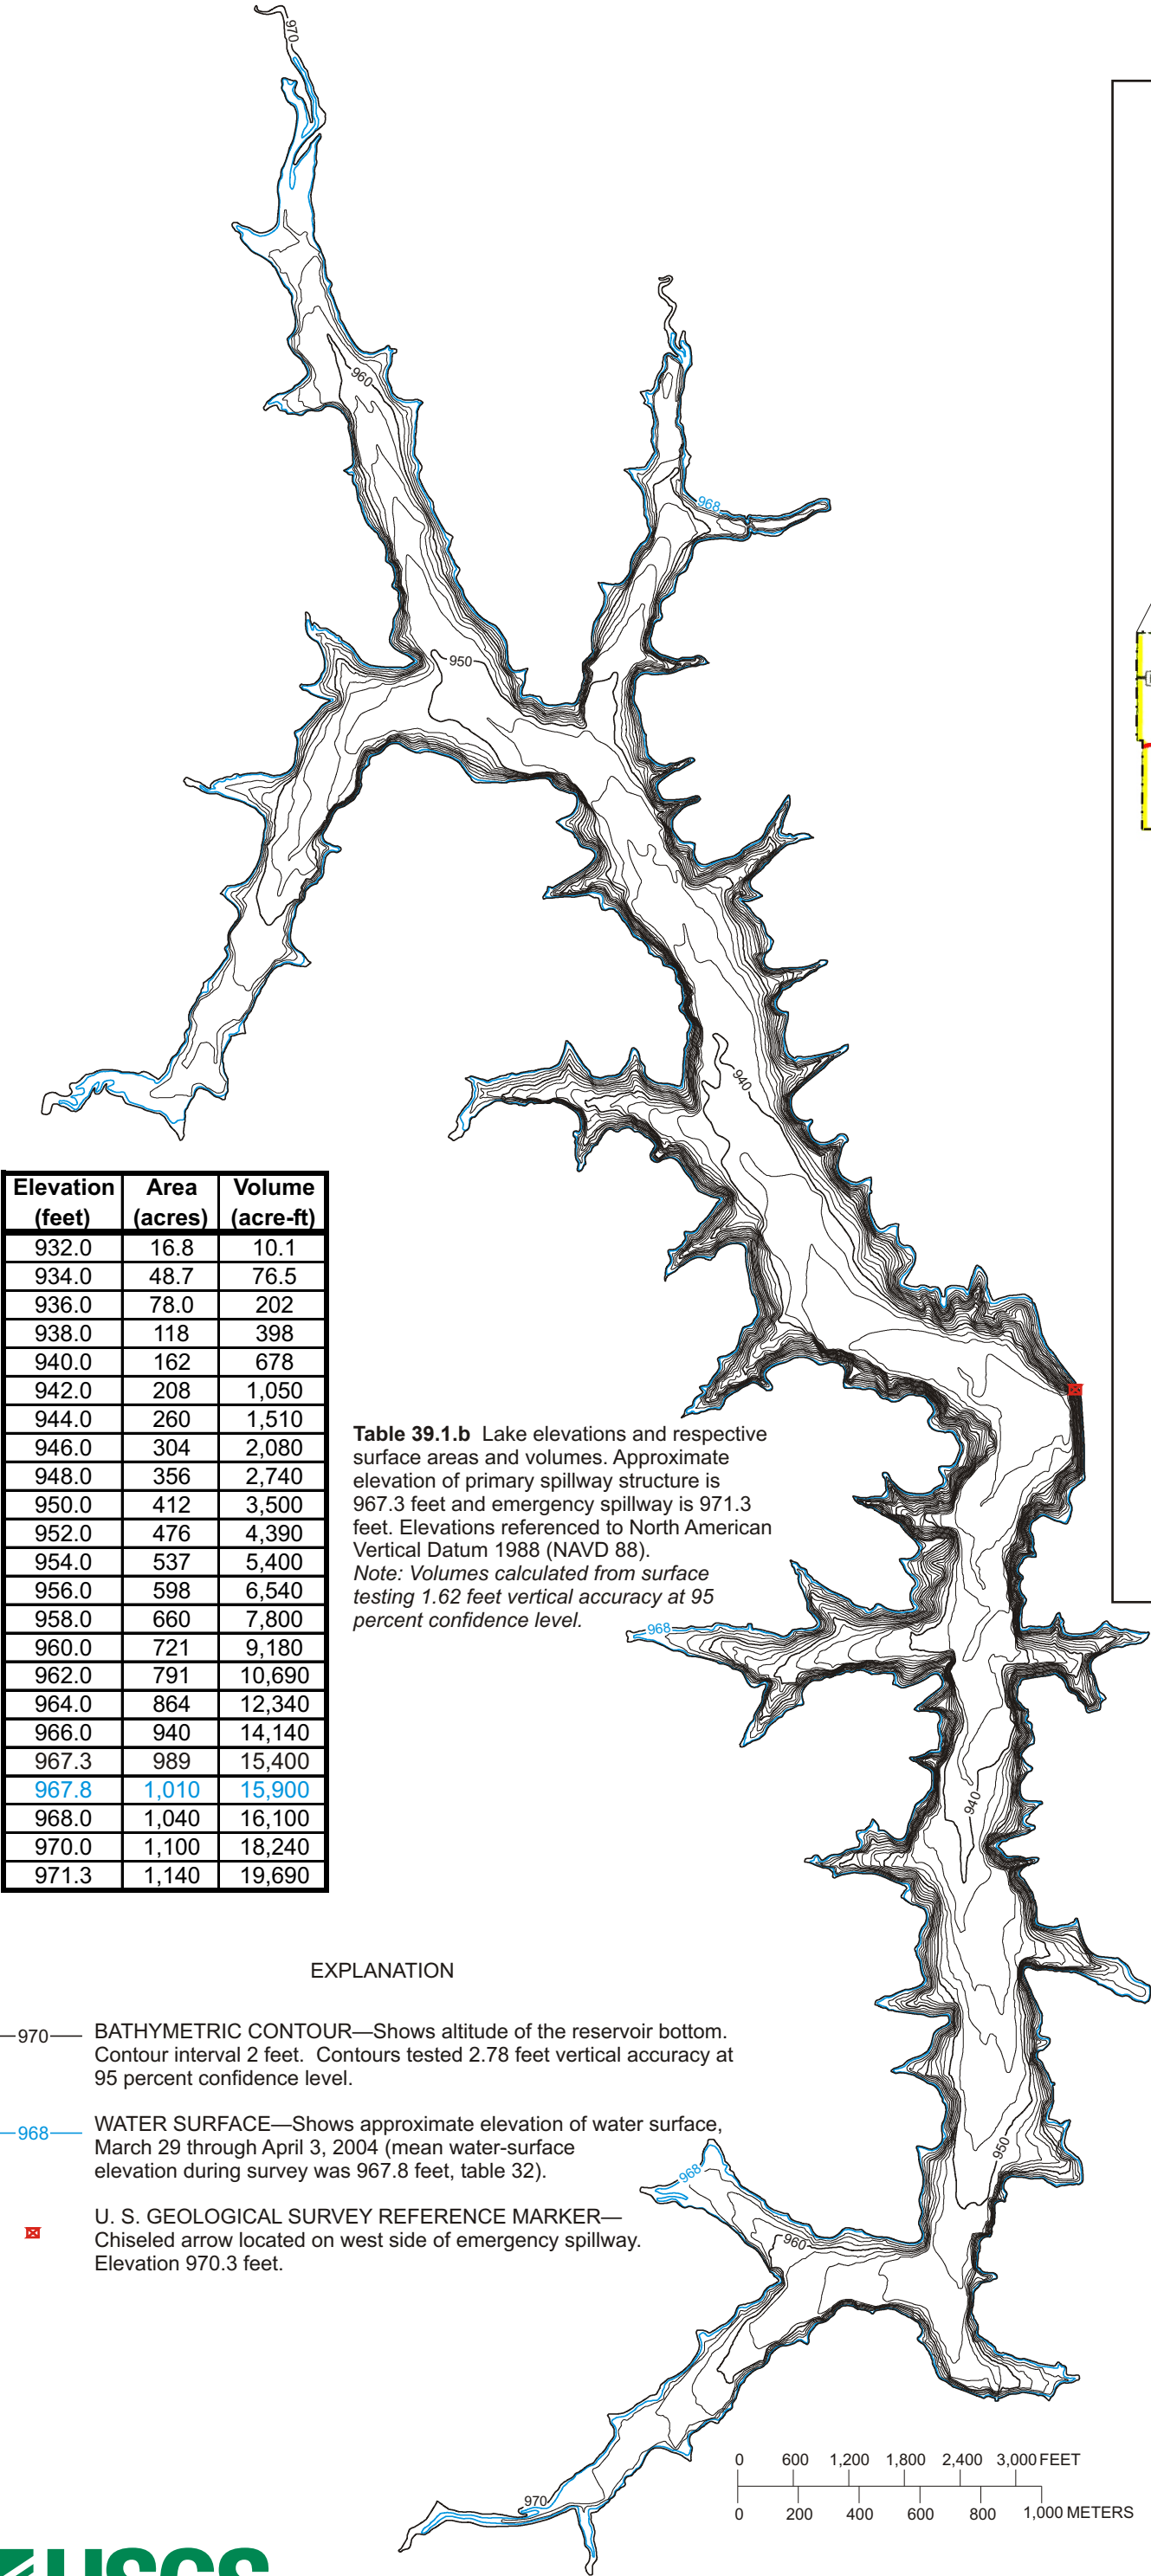 970
960
968
950
940
Elevation Area Volume
(feet) (acres) (acre-ft)
932.0 16.8 10.1
934.0 48.7 76.5
936.0 78.0 202
938.0 118 398
940.0 162 678
942.0 208 1,050
944.0 260 1,510
946.0 304 2,080
948.0 356 2,740
950.0 412 3,500
952.0 476 4,390
954.0 537 5,400
956.0 598 6,540
958.0 660 7,800
960.0 721 9,180
962.0 791 10,690
964.0 864 12,340
966.0 940 14,140
967.3 989 15,400
967.8 1,010 15,900
968.0 1,040 16,100
970.0 1,100 18,240
971.3 1,140 19,690
Table 39.1.b Lake elevations and respective
surface areas and volumes. Approximate
elevation of primary spillway structure is
967.3 feet and emergency spillway is 971.3
feet. Elevations referenced to North American
Vertical Datum 1988 (NAVD 88).
Note: Volumes calculated from surface
testing 1.62 feet vertical accuracy at 95
percent confidence level.
968
940
EXPLANATION
970 BATHYMETRIC CONTOUR—Shows altitude of the reservoir bottom.
Contour interval 2 feet. Contours tested 2.78 feet vertical accuracy at
95 percent confidence level.
968 WATER SURFACE—Shows approximate elevation of water surface,
March 29 through April 3, 2004 (mean water-surface
elevation during survey was 967.8 feet, table 32).
U. S. GEOLOGICAL SURVEY REFERENCE MARKER—
Chiseled arrow located on west side of emergency spillway.
Elevation 970.3 feet.
950
968
960
970
0 600 1,200 1,800 2,400 3,000 FEET
0 200 400 600 800 1,000 METERS
USGS